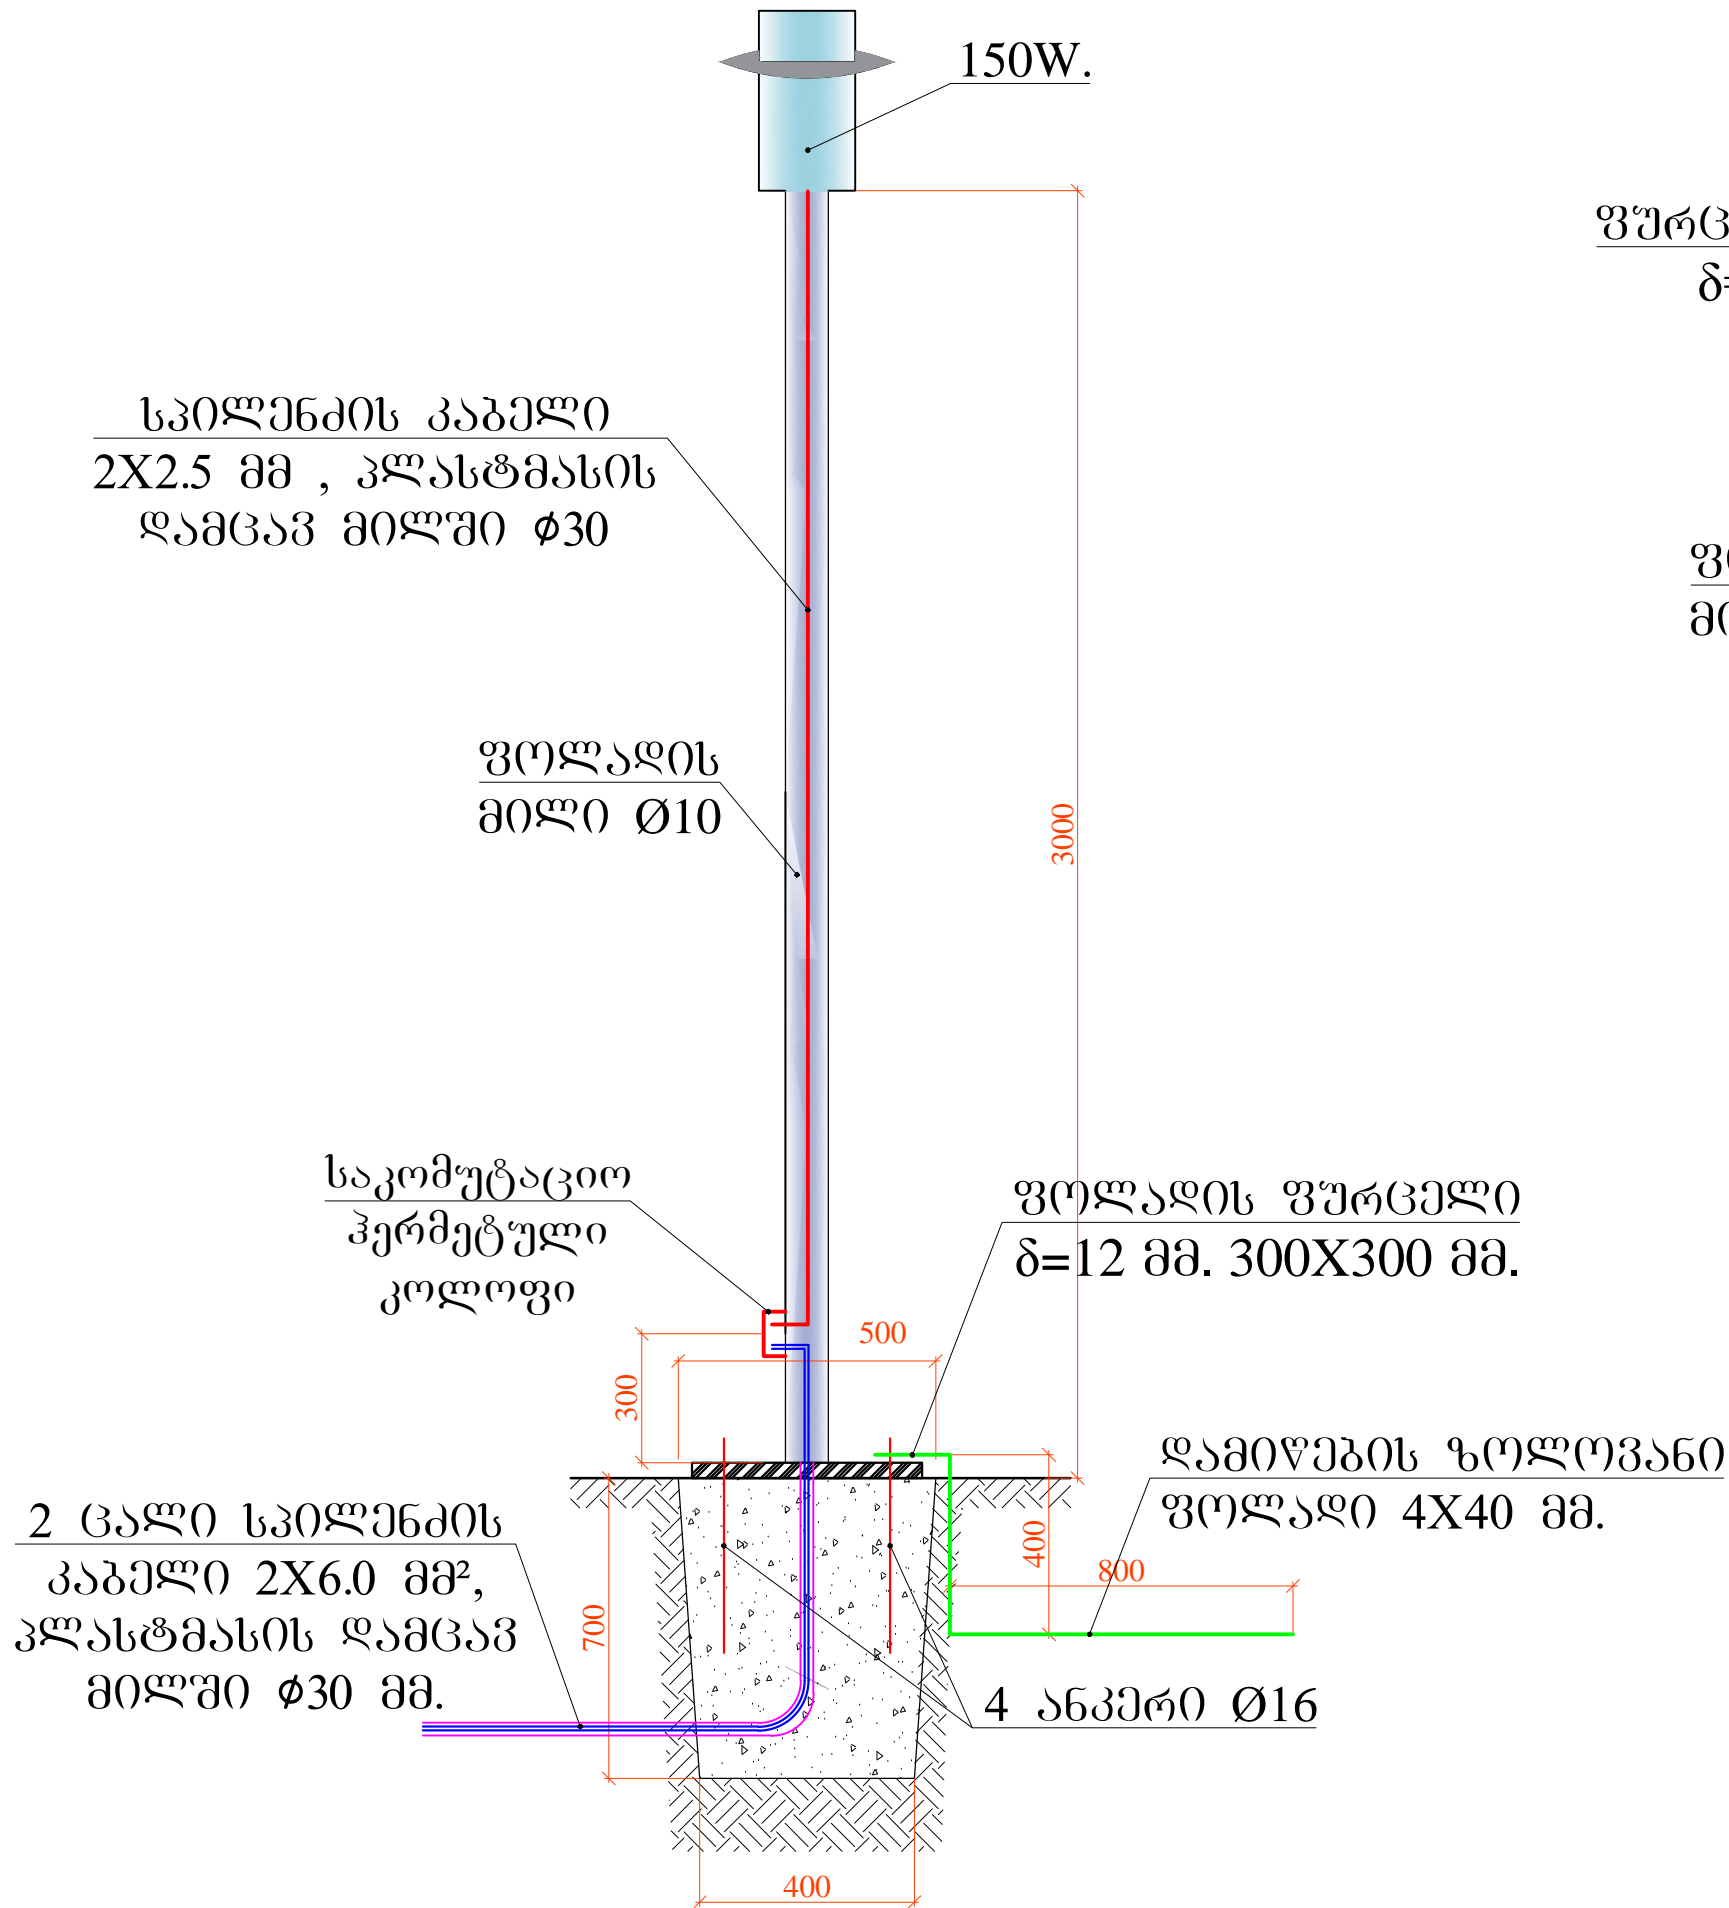 150W.
ფურც
δ=
სპილენძის კაბელი
2X2.5 მმ , პლასტმასის
დამცავ მილში ϕ30
ფ
მი
ფოლადის
მილი Ø10
3000
საკომუტაციო
ჰერმეტული
კოლოფი
ფოლადის ფურცელი
δ=12 მმ. 300X300 მმ.
500
300
დამიწების ზოლოვანი
ფოლადი 4X40 მმ.
2 ცალი სპილენძის
კაბელი 2X6.0 მმ²,
პლასტმასის დამცავ
მილში ϕ30 მმ.
400
800
700
4 ანკერი Ø16
400